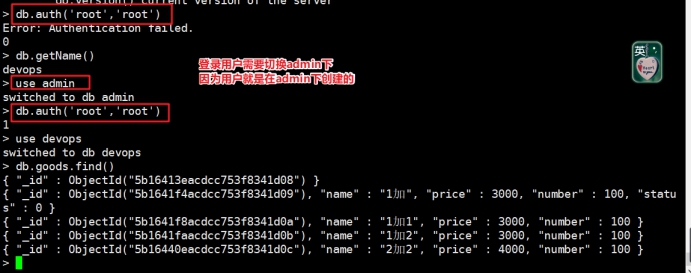 db.version() current version of the server
> db.auth('root','root')
Error: Authentication failed.
0
> db.getName()
devops
> use admin
switched to db admin
> db.auth('root','root')
1
> use devops
switched to db devops
> db.goods.find()
{ "_id" : ObjectId("5b16413eacdcc753f8341d08") }
{ "_id" : ObjectId("5b1641f4acdcc753f8341d09"), "name" : "1加", "price" : 3000, "number" : 100, "statu
s" : 0 }
{ "_id" : ObjectId("5b1641f8acdcc753f8341d0a"), "name" : "1加1", "price" : 3000, "number" : 100 }
{ "_id" : ObjectId("5b1641faacdcc753f8341d0b"), "name" : "1加2", "price" : 3000, "number" : 100 }
{ "_id" : ObjectId("5b16440eacdcc753f8341d0c"), "name" : "2加2", "price" : 4000, "number" : 100 }
>
登录用户需要切换admin下
因为用户就是在admin下创建的
英